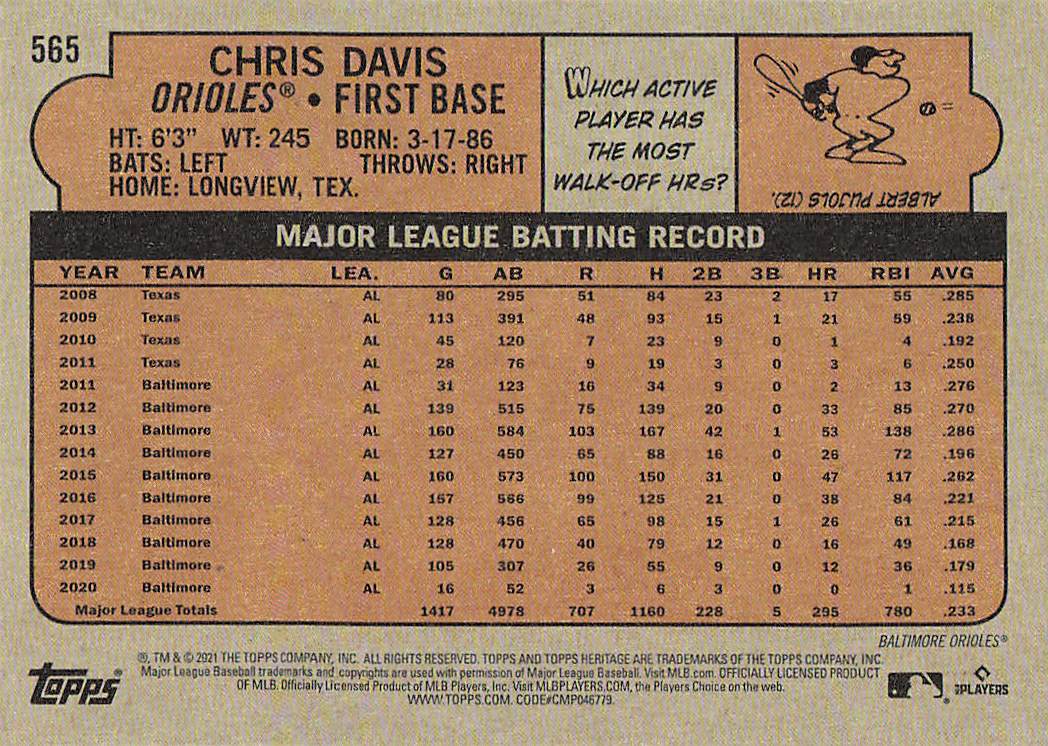 565
CHRIS DAVIS
ORIOLES® • FIRST BASE
HT: 6'3" WT: 245 BORN: 3-17-86
BATS: LEFT THROWS: RIGHT
HOME: LONGVIEW, TEX.
WHICH ACTIVE
PLAYER HAS
THE MOST
WALK-OFF HRs?
ALBERT PUJOLS (12).
MAJOR LEAGUE BATTING RECORD
YEAR TEAM LEA. G AB R H 2B 3B HR RBI AVG
2008 Texas AL 80 295 51 84 23 2 17 55 .285
2009 Texas AL 113 391 48 93 15 1 21 59 .238
2010 Texas AL 45 120 7 23 9 0 1 4 .192
2011 Texas AL 28 76 9 19 3 0 3 6 .250
2011 Baltimore AL 31 123 16 34 9 0 2 13 .276
2012 Baltimore AL 139 515 75 139 20 0 33 85 .270
2013 Baltimore AL 160 584 103 167 42 1 53 138 .286
2014 Baltimore AL 127 450 65 88 16 0 26 72 .196
2015 Baltimore AL 160 573 100 150 31 0 47 117 .262
2016 Baltimore AL 157 566 99 125 21 0 38 84 .221
2017 Baltimore AL 128 456 65 98 15 1 26 61 .215
2018 Baltimore AL 128 470 40 79 12 0 16 49 .168
2019 Baltimore AL 105 307 26 55 9 0 12 36 .179
2020 Baltimore AL 16 52 3 6 3 0 0 1 .115
Major League Totals 1417 4978 707 1160 228 5 295 780 .233
BALTIMORE ORIOLES®
®, TM & © 2021 THE TOPPS COMPANY, INC. ALL RIGHTS RESERVED. TOPPS AND TOPPS HERITAGE ARE TRADEMARKS OF THE TOPPS COMPANY, INC.
Major League Baseball trademarks and copyrights are used with permission of Major League Baseball. Visit MLB.com. OFFICIALLY LICENSED PRODUCT
OF MLB. Officially Licensed Product of MLB Players, Inc. Visit MLBPLAYERS.COM, the Players Choice on the web.
WWW.TOPPS.COM. CODE#CMP046779.
Topps®
PLAYERS